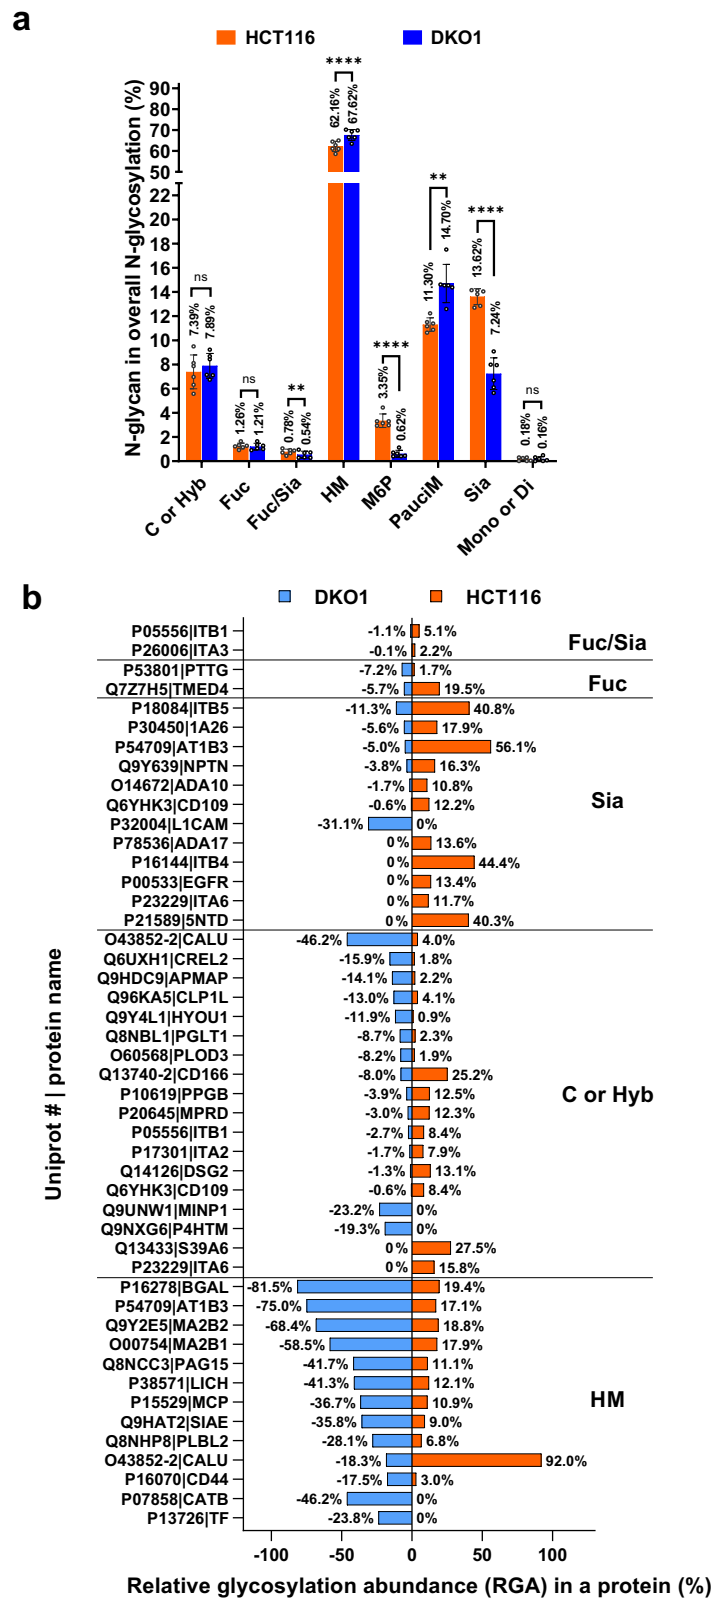 a
HCT116 DKO1
N-glycan in overall N-glycosylation (%)
90
80
70
60
50
22
20
18
16
14
12
10
8
6
4
2
0
ns 7.39% 7.89%
ns 1.26% 1.21%
** 0.78% 0.54%
**** 62.16% 67.62%
**** 3.35% 0.62%
** 11.30% 14.70%
**** 13.62% 7.24%
ns 0.18% 0.16%
C or Hyb Fuc Fuc/Sia HM M6P PauciM Sia Mono or Di
b
DKO1 HCT116
Uniprot # | protein name
P05556|ITB1 -1.1% 5.1%
Fuc/Sia
P26006|ITA3 -0.1% 2.2%
P53801|PTTG -7.2% 1.7%
Fuc
Q7Z7H5|TMED4 -5.7% 19.5%
P18084|ITB5 -11.3% 40.8%
P30450|1A26 -5.6% 17.9%
P54709|AT1B3 -5.0% 56.1%
Q9Y639|NPTN -3.8% 16.3%
O14672|ADA10 -1.7% 10.8%
Sia
Q6YHK3|CD109 -0.6% 12.2%
P32004|L1CAM -31.1% 0%
P78536|ADA17 0% 13.6%
P16144|ITB4 0% 44.4%
P00533|EGFR 0% 13.4%
P23229|ITA6 0% 11.7%
P21589|5NTD 0% 40.3%
O43852-2|CALU -46.2% 4.0%
Q6UXH1|CREL2 -15.9% 1.8%
Q9HDC9|APMAP -14.1% 2.2%
Q96KA5|CLP1L -13.0% 4.1%
Q9Y4L1|HYOU1 -11.9% 0.9%
Q8NBL1|PGLT1 -8.7% 2.3%
O60568|PLOD3 -8.2% 1.9%
Q13740-2|CD166 -8.0% 25.2%
P10619|PPGB -3.9% 12.5%
C or Hyb
P20645|MPRD -3.0% 12.3%
P05556|ITB1 -2.7% 8.4%
P17301|ITA2 -1.7% 7.9%
Q14126|DSG2 -1.3% 13.1%
Q6YHK3|CD109 -0.6% 8.4%
Q9UNW1|MINP1 -23.2% 0%
Q9NXG6|P4HTM -19.3% 0%
Q13433|S39A6 0% 27.5%
P23229|ITA6 0% 15.8%
P16278|BGAL -81.5% 19.4%
P54709|AT1B3 -75.0% 17.1%
Q9Y2E5|MA2B2 -68.4% 18.8%
O00754|MA2B1 -58.5% 17.9%
Q8NCC3|PAG15 -41.7% 11.1%
P38571|LICH -41.3% 12.1%
P15529|MCP -36.7% 10.9%
HM
Q9HAT2|SIAE -35.8% 9.0%
Q8NHP8|PLBL2 -28.1% 6.8%
O43852-2|CALU -18.3% 92.0%
P16070|CD44 -17.5% 3.0%
P07858|CATB -46.2% 0%
P13726|TF -23.8% 0%
-100 -50 0 50 100
Relative glycosylation abundance (RGA) in a protein (%)